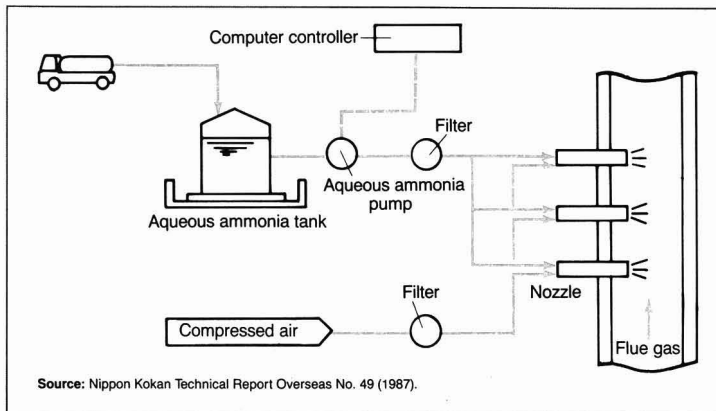 Computer controller
Filter
Aqueous ammonia
pump
Aqueous ammonia tank
Nozzle
Filter
Compressed air
Flue gas
Source: Nippon Kokan Technical Report Overseas No. 49 (1987).